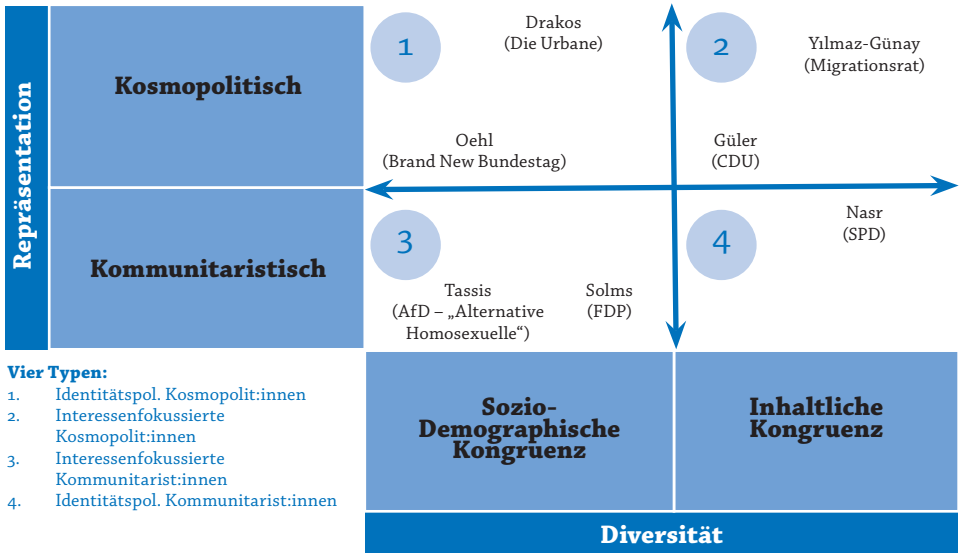 Repräsentation
Kosmopolitisch
Kommunitaristisch
1
Drakos
(Die Urbane)
Oehl
(Brand New Bundestag)
2
Yılmaz-Günay
(Migrationsrat)
Güler
(CDU)
3
Tassis
(AfD – „Alternative
Homosexuelle“)
Solms
(FDP)
4
Nasr
(SPD)
Vier Typen:
1. Identitätspol. Kosmopolit:innen
2. Interessenfokussierte
Kosmopolit:innen
3. Interessenfokussierte
Kommunitarist:innen
4. Identitätspol. Kommunitarist:innen
Sozio-
Demographische
Kongruenz
Inhaltliche
Kongruenz
Diversität